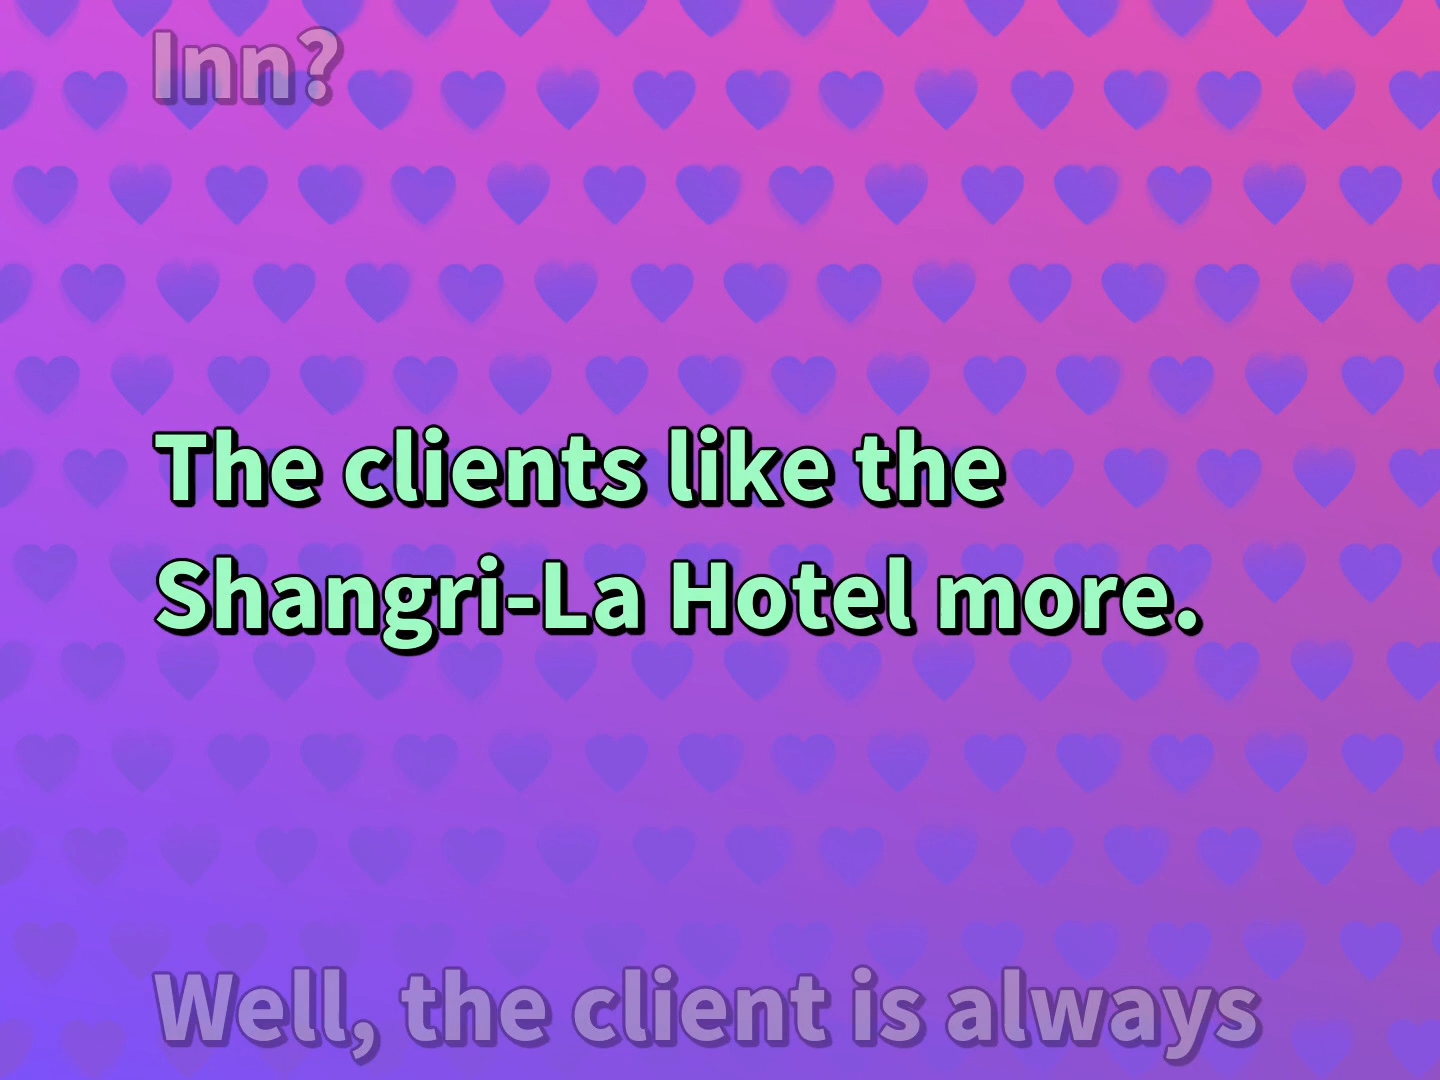 Inn?
The clients like the
Shangri-La Hotel more.
Well, the client is always